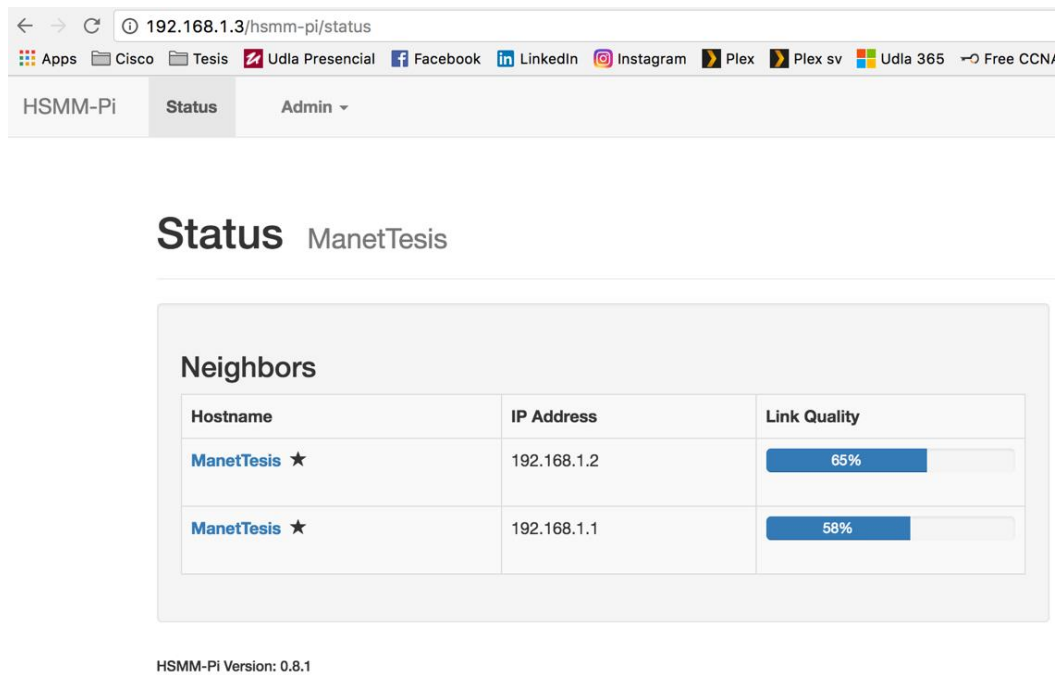 192.168.1.3/hsmm-pi/status
Apps Cisco Tesis Udla Presencial Facebook LinkedIn Instagram Plex Plex sv Udla 365 Free CCNA
HSMM-Pi Status Admin
Status ManetTesis
Neighbors
Hostname IP Address Link Quality
ManetTesis ★ 192.168.1.2 65%
ManetTesis ★ 192.168.1.1 58%
HSMM-Pi Version: 0.8.1